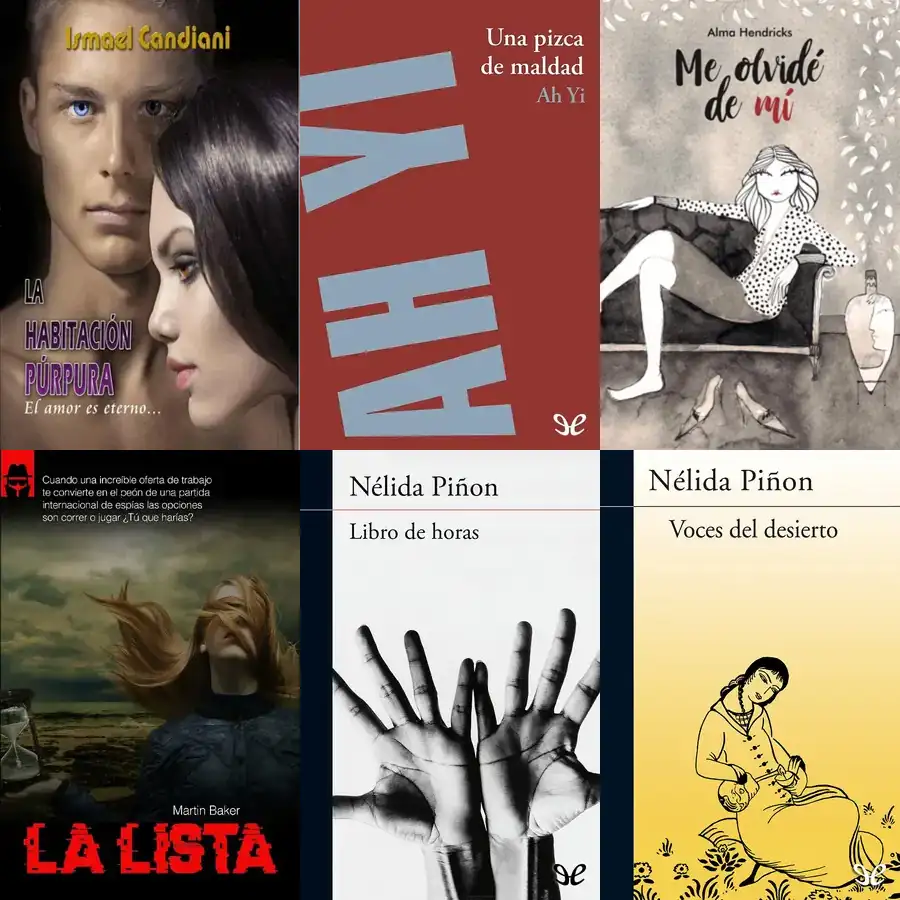 Ismael Candiani
LA
HABITACIÓN
PÚRPURA
El amor es eterno...
Una pizca
de maldad
Ah Yi
AH YI
Alma Hendricks
Me olvidé
de mí
Cuando una increíble oferta de trabajo
te convierte en el peón de una partida
internacional de espías las opciones
son correr o jugar ¿Tú que harías?
Martin Baker
LA LISTA
Nélida Piñon
Libro de horas
Nélida Piñon
Voces del desierto